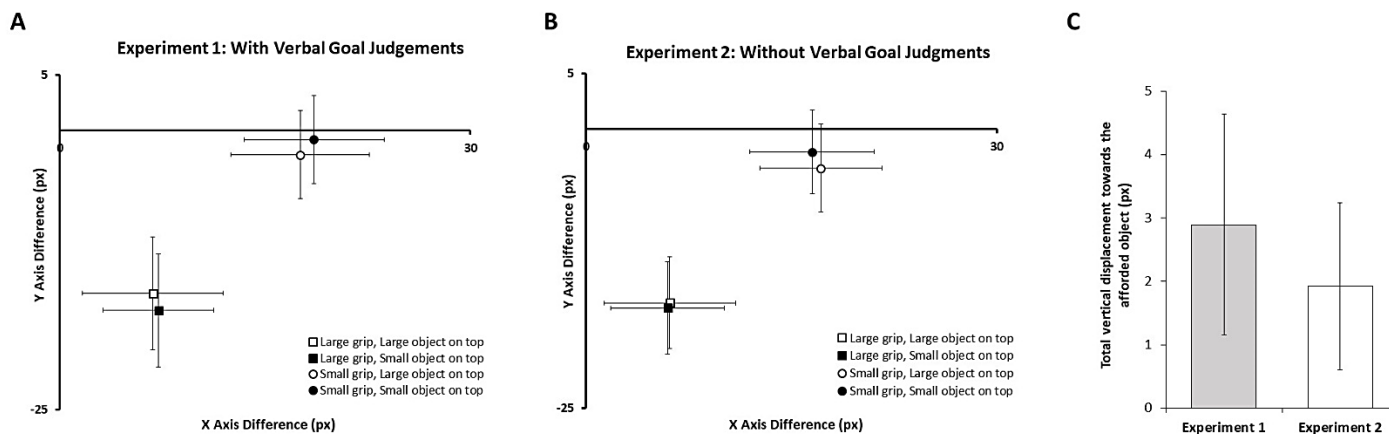 A
Experiment 1: With Verbal Goal Judgements
5
0
30
-25
Y Axis Difference (px)
X Axis Difference (px)
Large grip, Large object on top
Large grip, Small object on top
Small grip, Large object on top
Small grip, Small object on top
B
Experiment 2: Without Verbal Goal Judgments
5
0
30
-25
Y Axis Difference (px)
X Axis Difference (px)
Large grip, Large object on top
Large grip, Small object on top
Small grip, Large object on top
Small grip, Small object on top
C
Total vertical displacement towards the
afforded object (px)
5
4
3
2
1
0
Experiment 1
Experiment 2